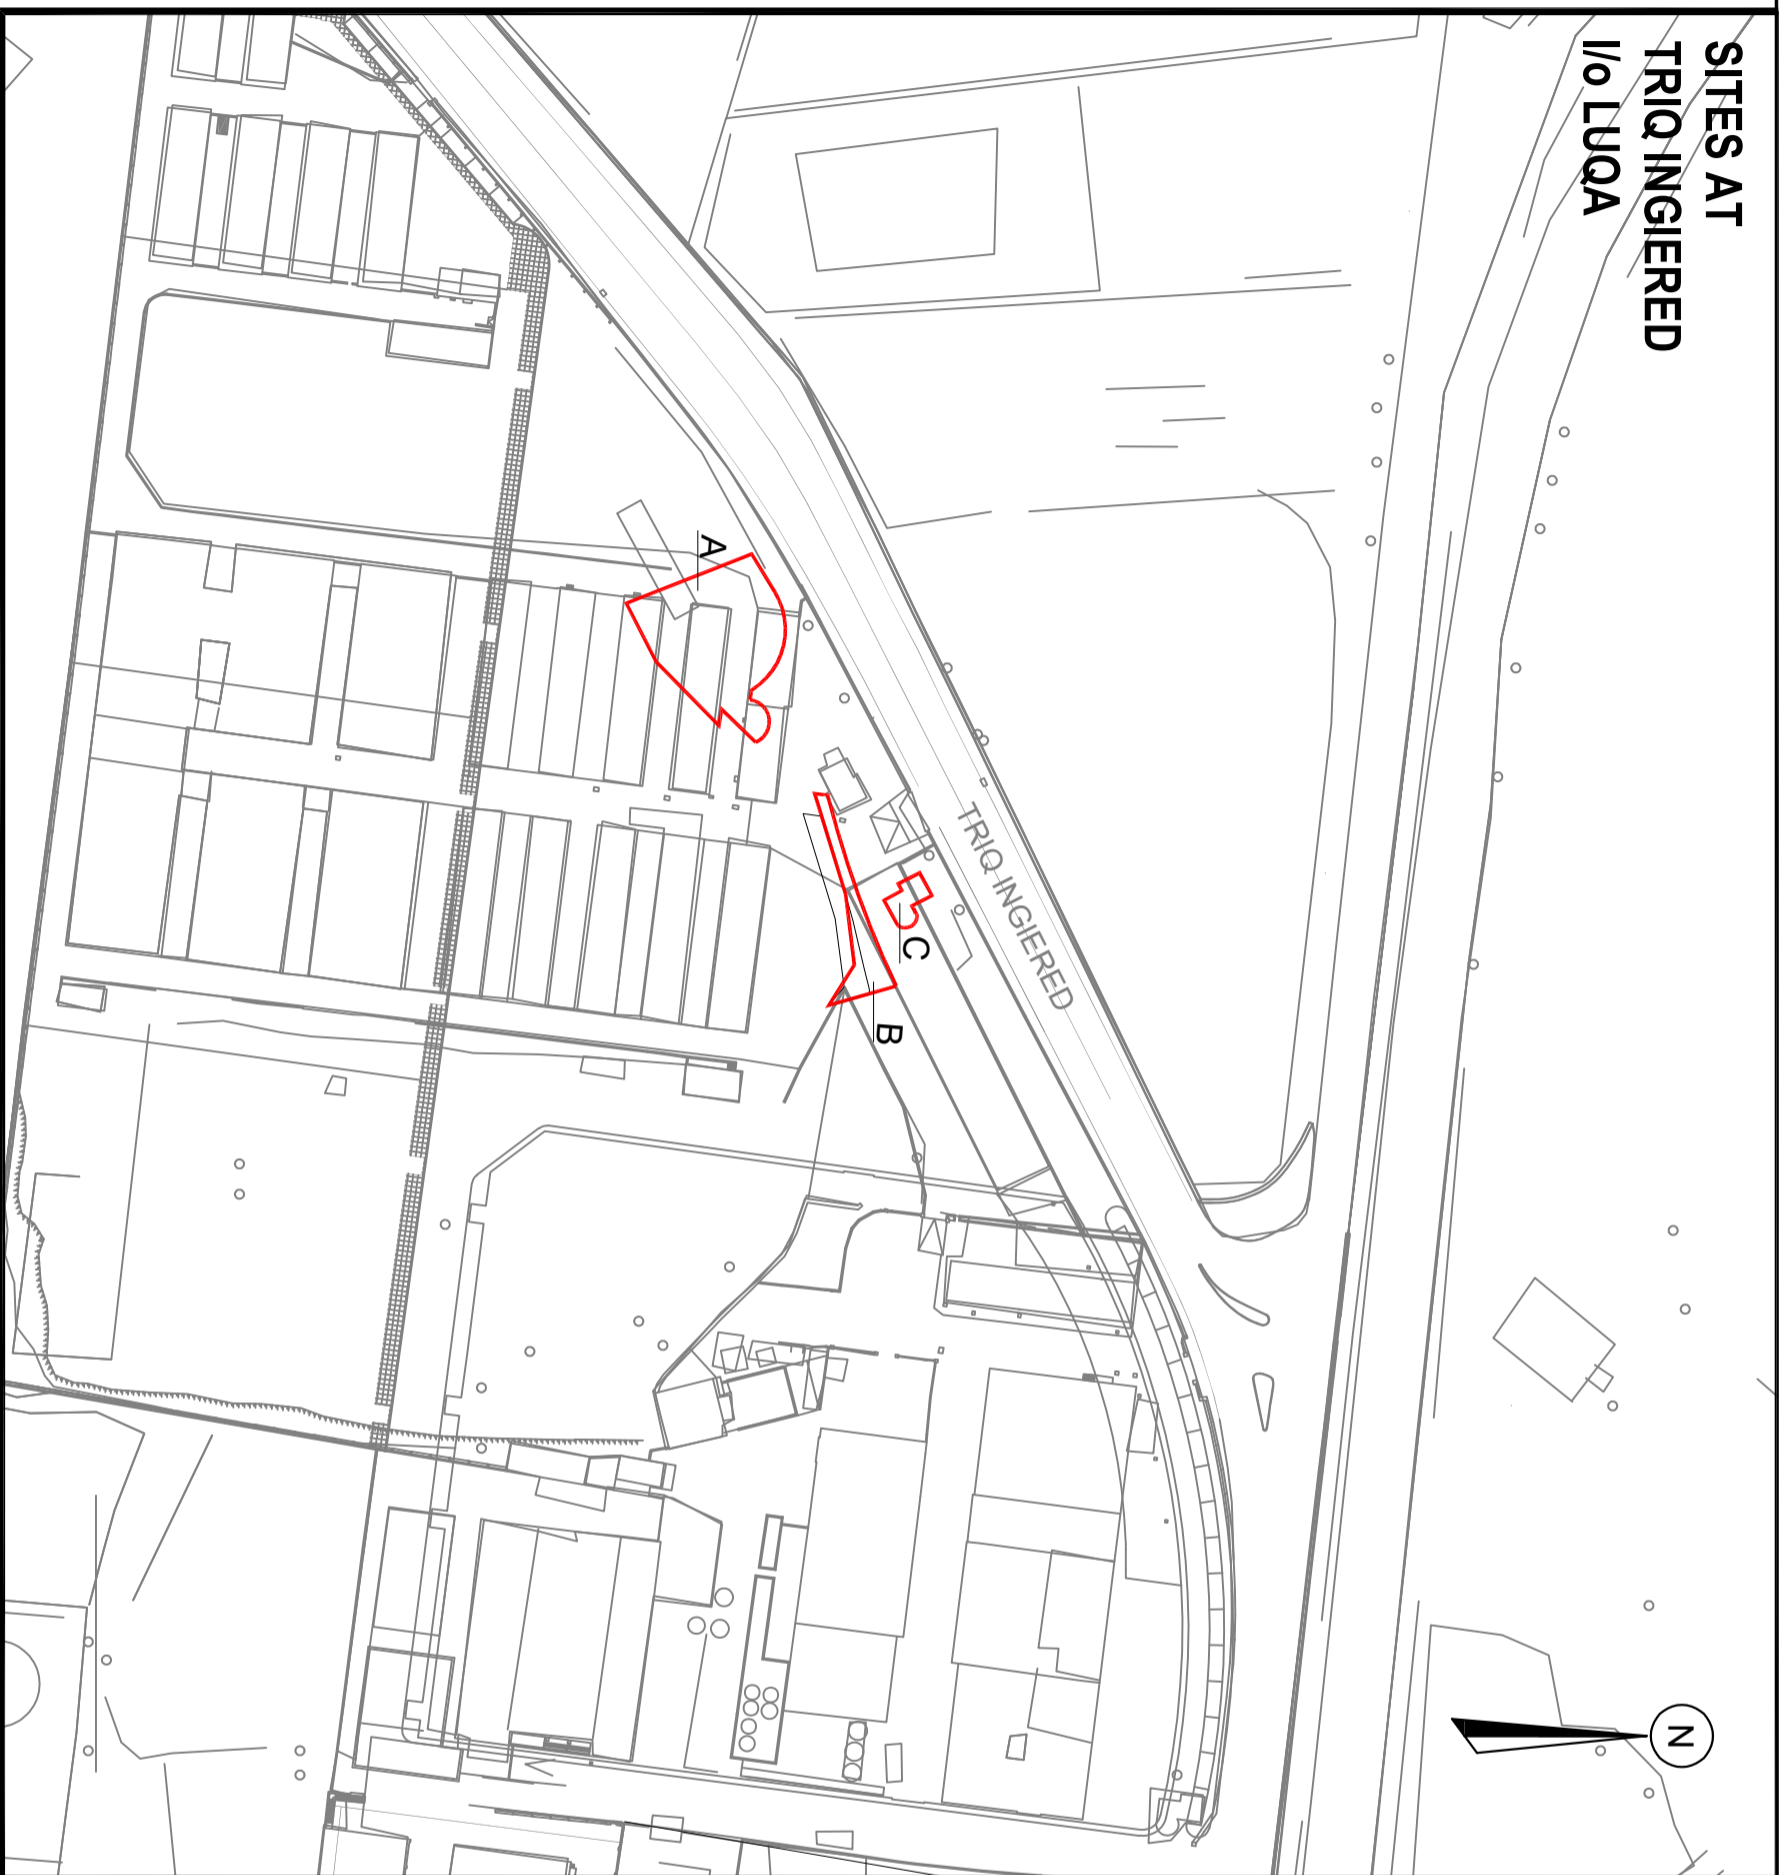 SITES AT
TRIQ INGIERED
l/o LUQA
A
TRIQ INGIERED
C
B
N